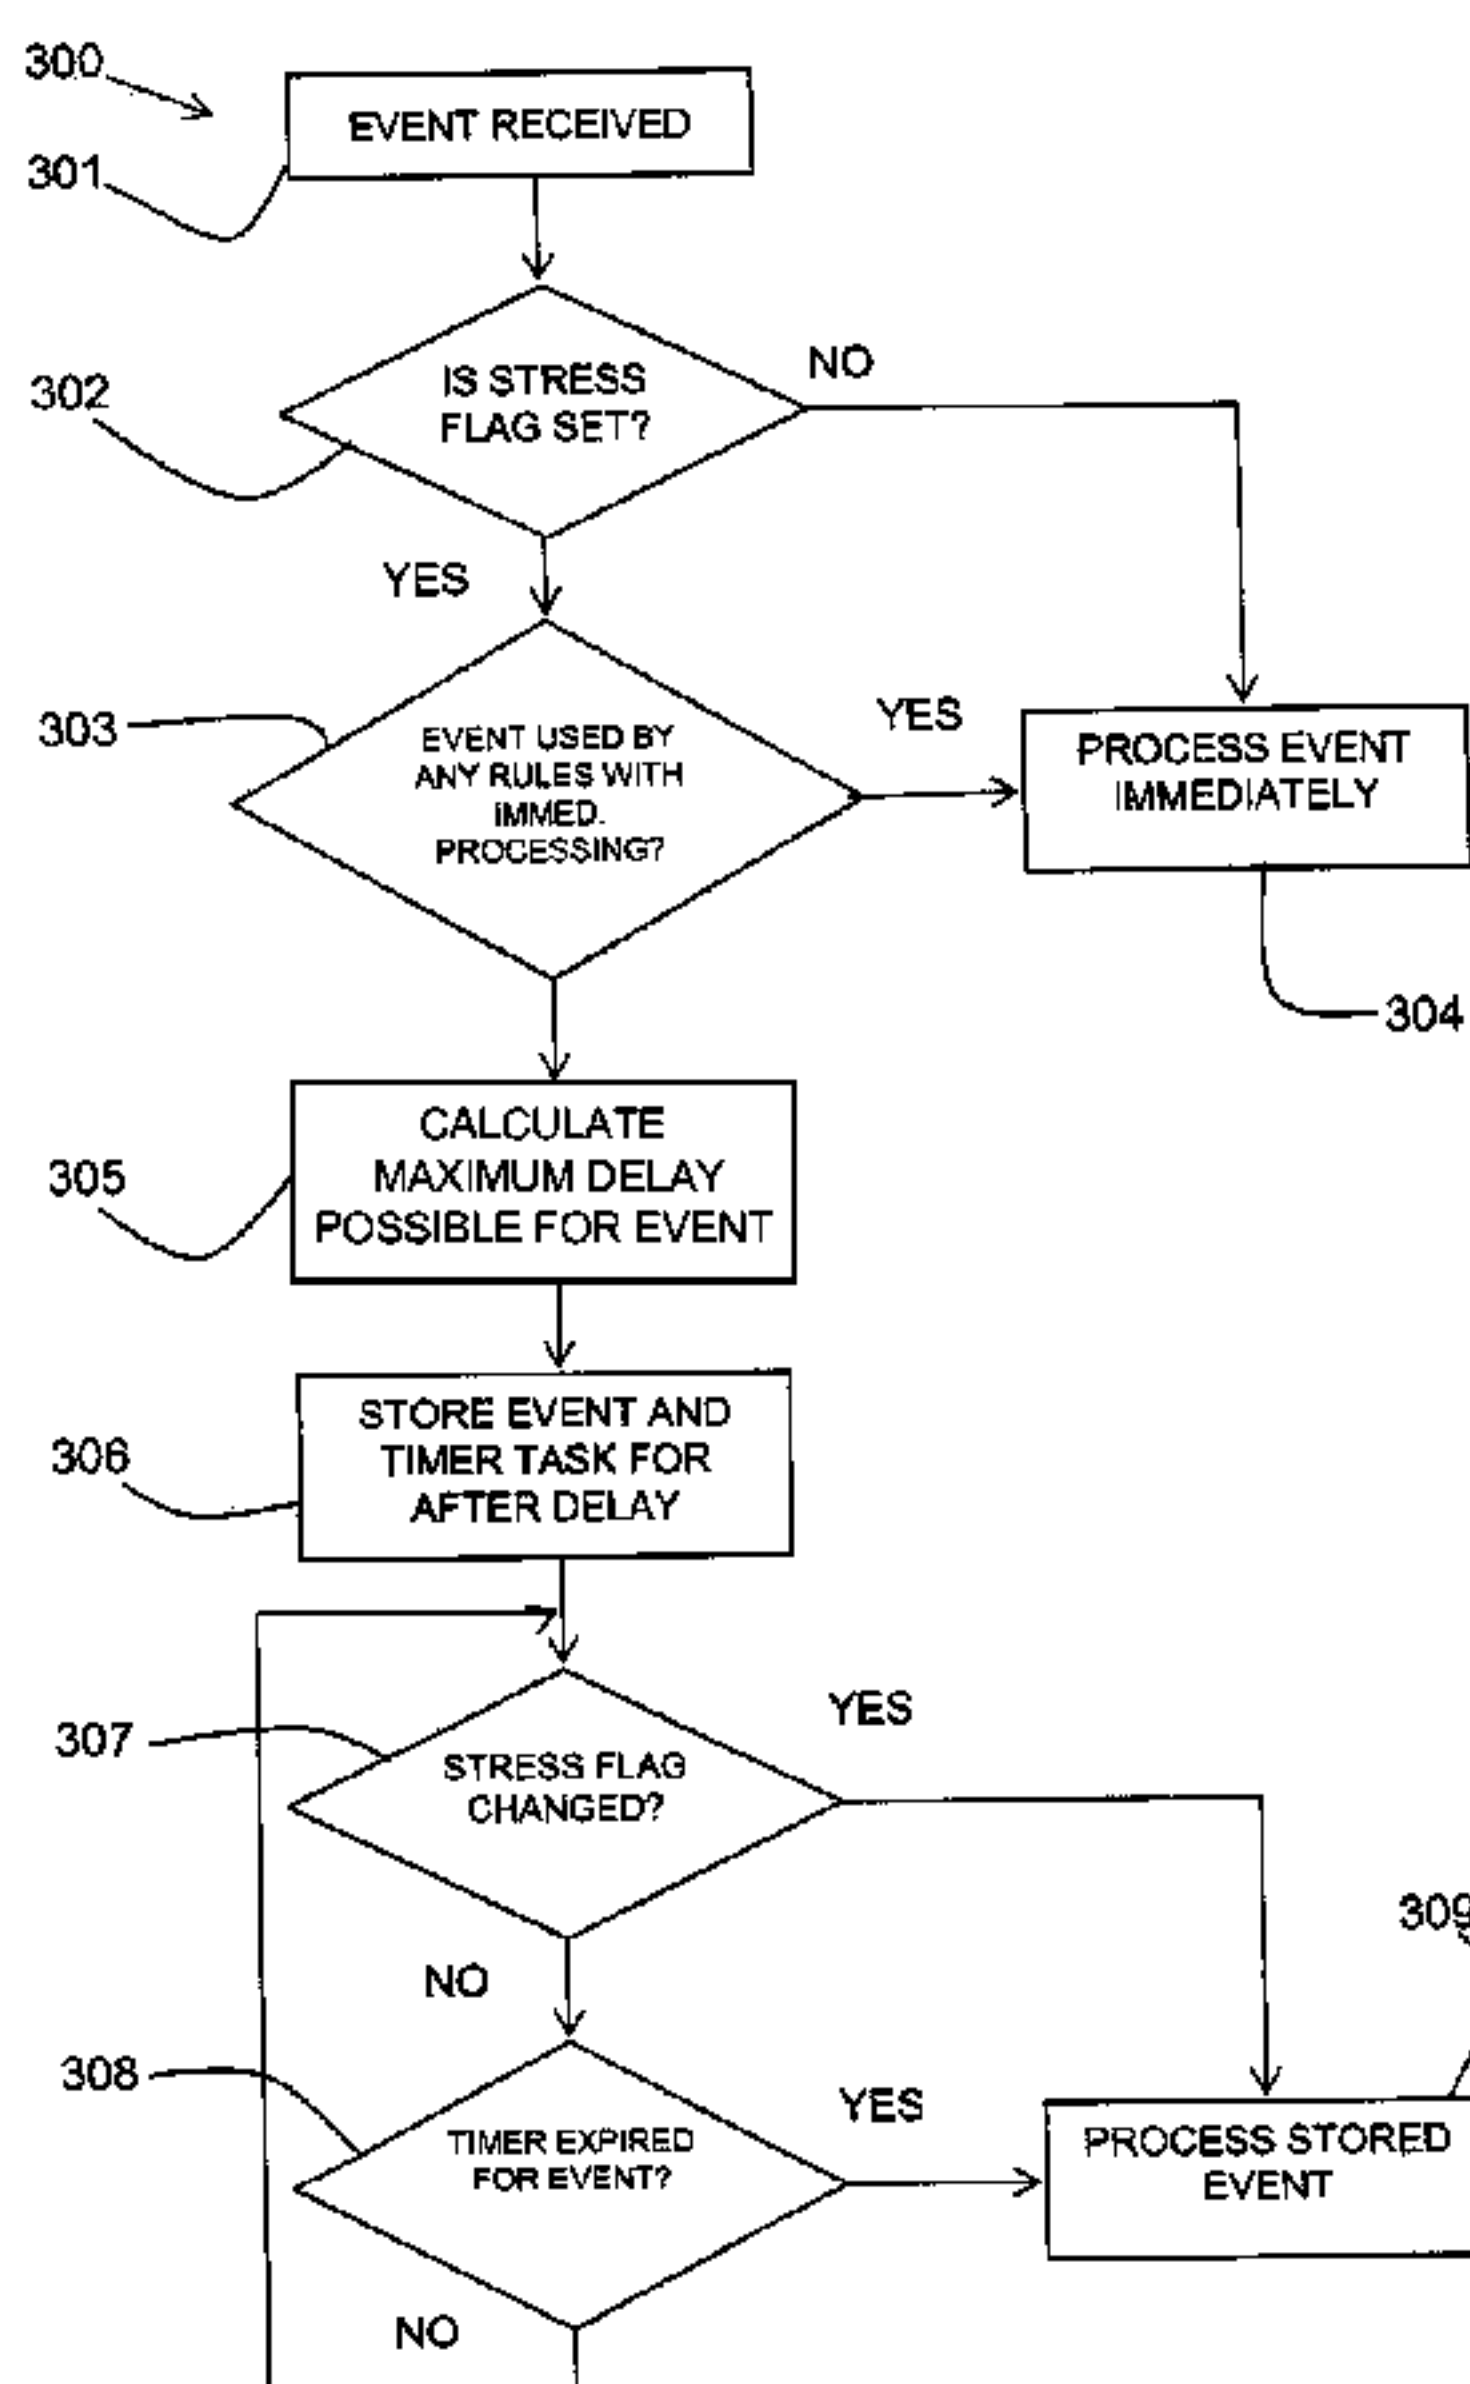 300
EVENT RECEIVED
301
302
IS STRESS
FLAG SET?
NO
YES
303
EVENT USED BY
ANY RULES WITH
IMMED.
PROCESSING?
YES
PROCESS EVENT
IMMEDIATELY
304
305
CALCULATE
MAXIMUM DELAY
POSSIBLE FOR EVENT
306
STORE EVENT AND
TIMER TASK FOR
AFTER DELAY
307
STRESS FLAG
CHANGED?
YES
NO
309
308
TIMER EXPIRED
FOR EVENT?
YES
PROCESS STORED
EVENT
NO